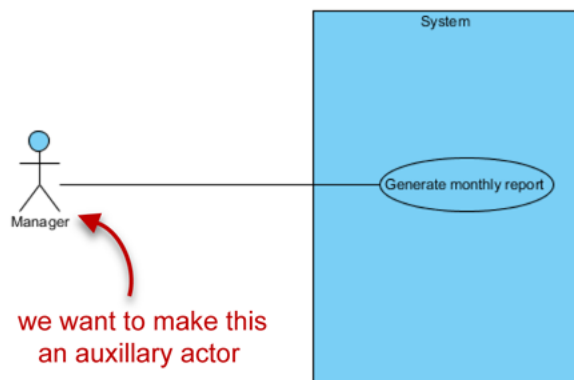 System
Generate monthly report
Manager
we want to make this
an auxillary actor